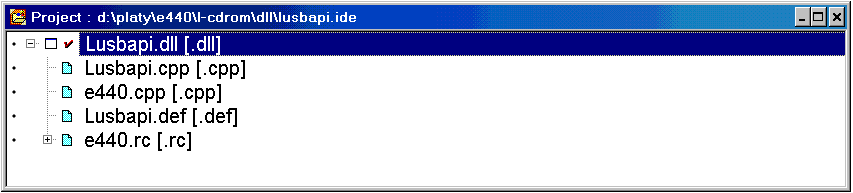 Project : d:\platy\e440\l-cdrom\dll\lusbapi.ide
Lusbapi.dll [.dll]
Lusbapi.cpp [.cpp]
e440.cpp [.cpp]
Lusbapi.def [.def]
e440.rc [.rc]